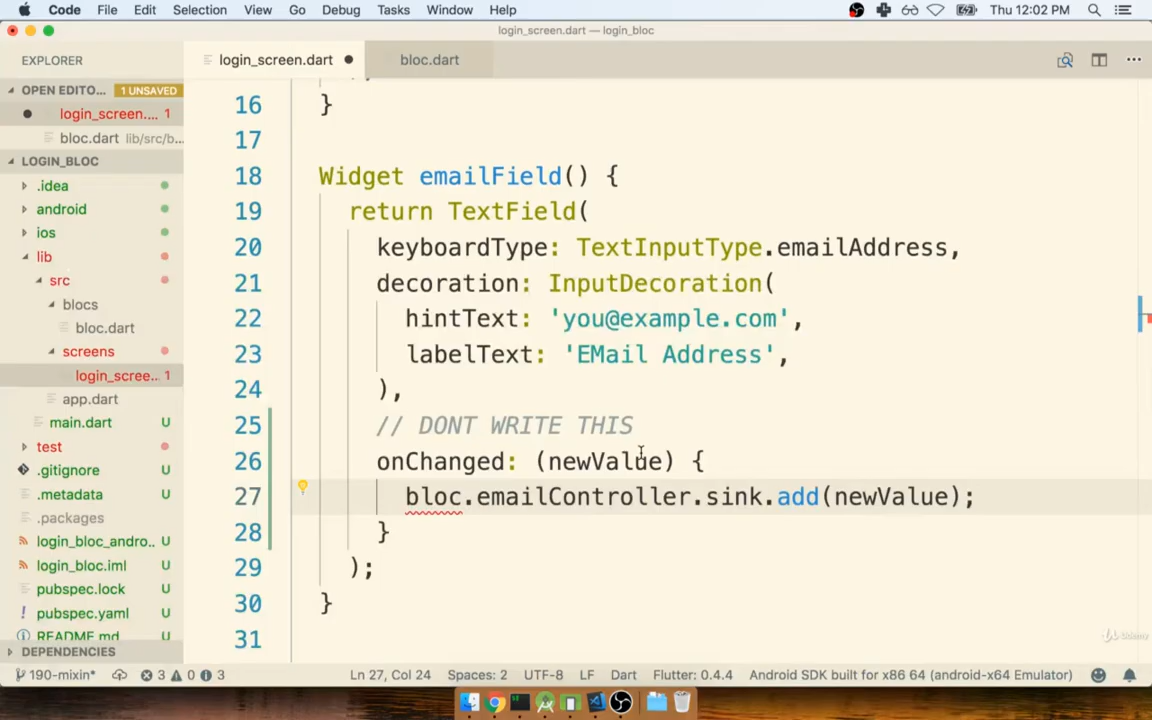 Code File Edit Selection View Go Debug Tasks Window Help Thu 12:02 PM
login_screen.dart — login_bloc
EXPLORER
login_screen.dart
bloc.dart
OPEN EDITO... 1 UNSAVED
login_screen.... 1
bloc.dart lib/src/b...
LOGIN_BLOC
.idea
android
ios
lib
src
blocs
bloc.dart
screens
login_scree... 1
app.dart
main.dart U
test
.gitignore U
.metadata U
.packages
login_bloc_andro.. U
login_bloc.iml U
pubspec.lock U
pubspec.yaml U
README.md U
DEPENDENCIES
16 }
17
18 Widget emailField() {
19 return TextField(
20 keyboardType: TextInputType.emailAddress,
21 decoration: InputDecoration(
22 hintText: 'you@example.com',
23 labelText: 'EMail Address',
24 ),
25 // DONT WRITE THIS
26 onChanged: (newValue) {
27 bloc.emailController.sink.add(newValue);
28 }
29 );
30 }
31
Udemy
190-mixin* 3 0 3 Ln 27, Col 24 Spaces: 2 UTF-8 LF Dart Flutter: 0.4.4 Android SDK built for x86 64 (android-x64 Emulator)